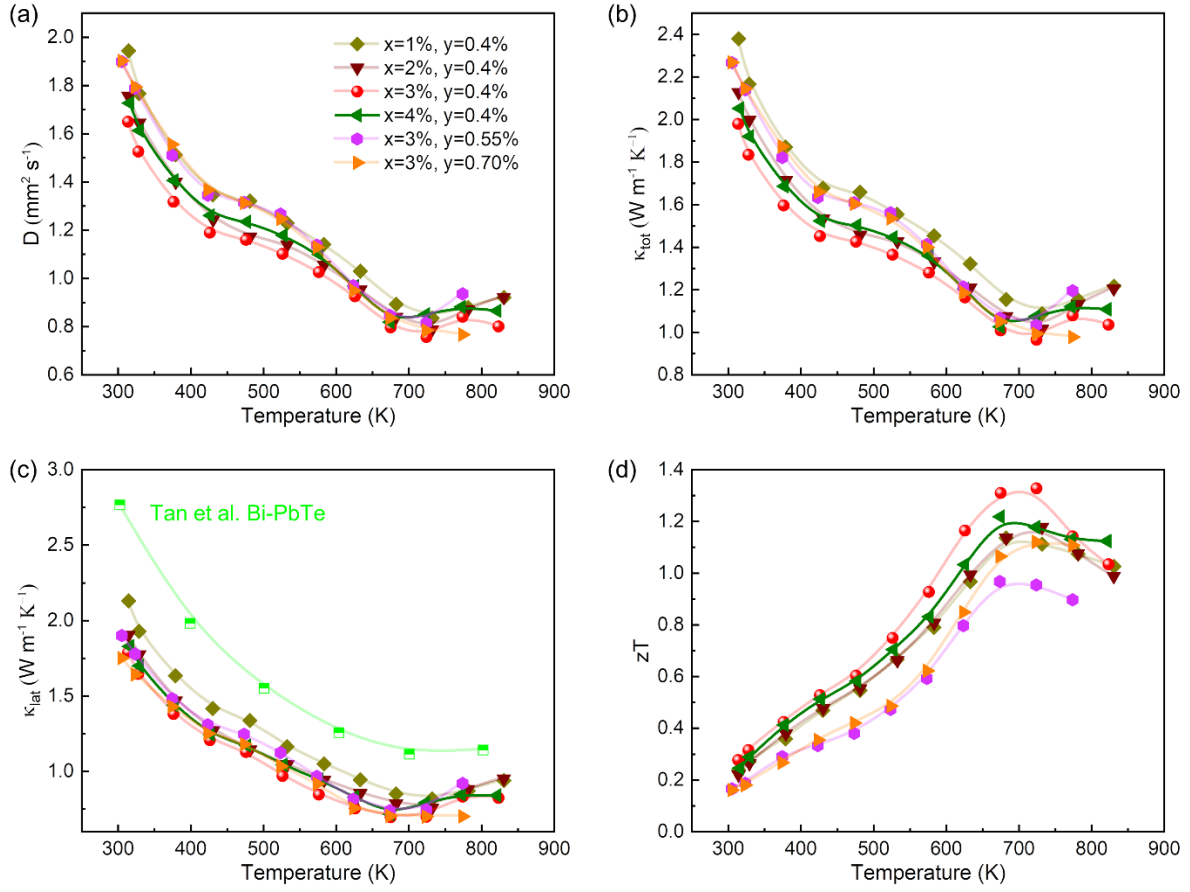 (a)
2.0
1.8
1.6
1.4
1.2
1.0
0.8
0.6
D (mm² s⁻¹)
x=1%, y=0.4%
x=2%, y=0.4%
x=3%, y=0.4%
x=4%, y=0.4%
x=3%, y=0.55%
x=3%, y=0.70%
300 400 500 600 700 800 900
Temperature (K)
(b)
2.4
2.2
2.0
1.8
1.6
1.4
1.2
1.0
0.8
κtot (W m⁻¹ K⁻¹)
300 400 500 600 700 800 900
Temperature (K)
(c)
3.0
2.5
2.0
1.5
1.0
κlat (W m⁻¹ K⁻¹)
Tan et al. Bi-PbTe
300 400 500 600 700 800 900
Temperature (K)
(d)
1.4
1.2
1.0
0.8
0.6
0.4
0.2
0.0
zT
300 400 500 600 700 800 900
Temperature (K)